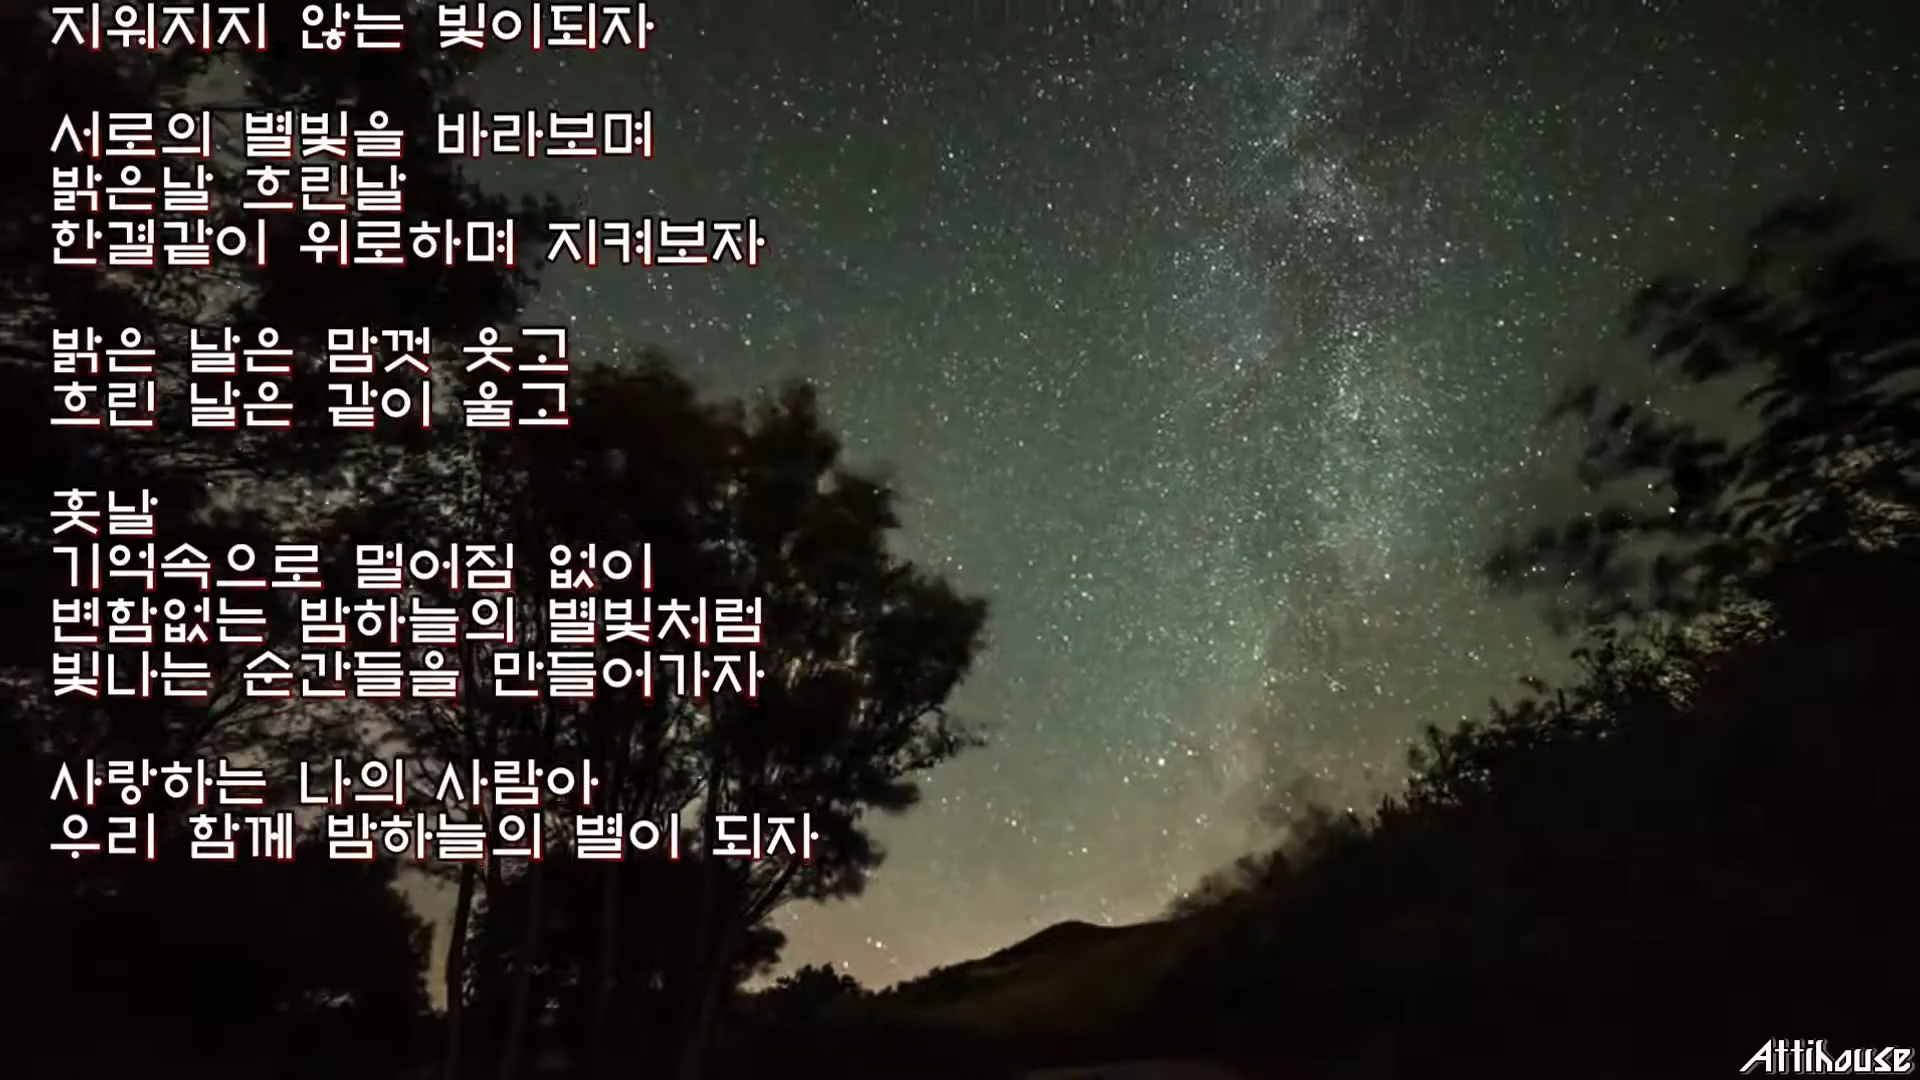 지워지지 않는 빛이되자
서로의 별빛을 바라보며
밝은날 흐린날
한결같이 위로하며 지켜보자
밝은 날은 맘껏 웃고
흐린 날은 같이 울고
훗날
기억속으로 멀어짐 없이
변함없는 밤하늘의 별빛처럼
빛나는 순간들을 만들어가자
사랑하는 나의 사람아
우리 함께 밤하늘의 별이 되자
Attihouse